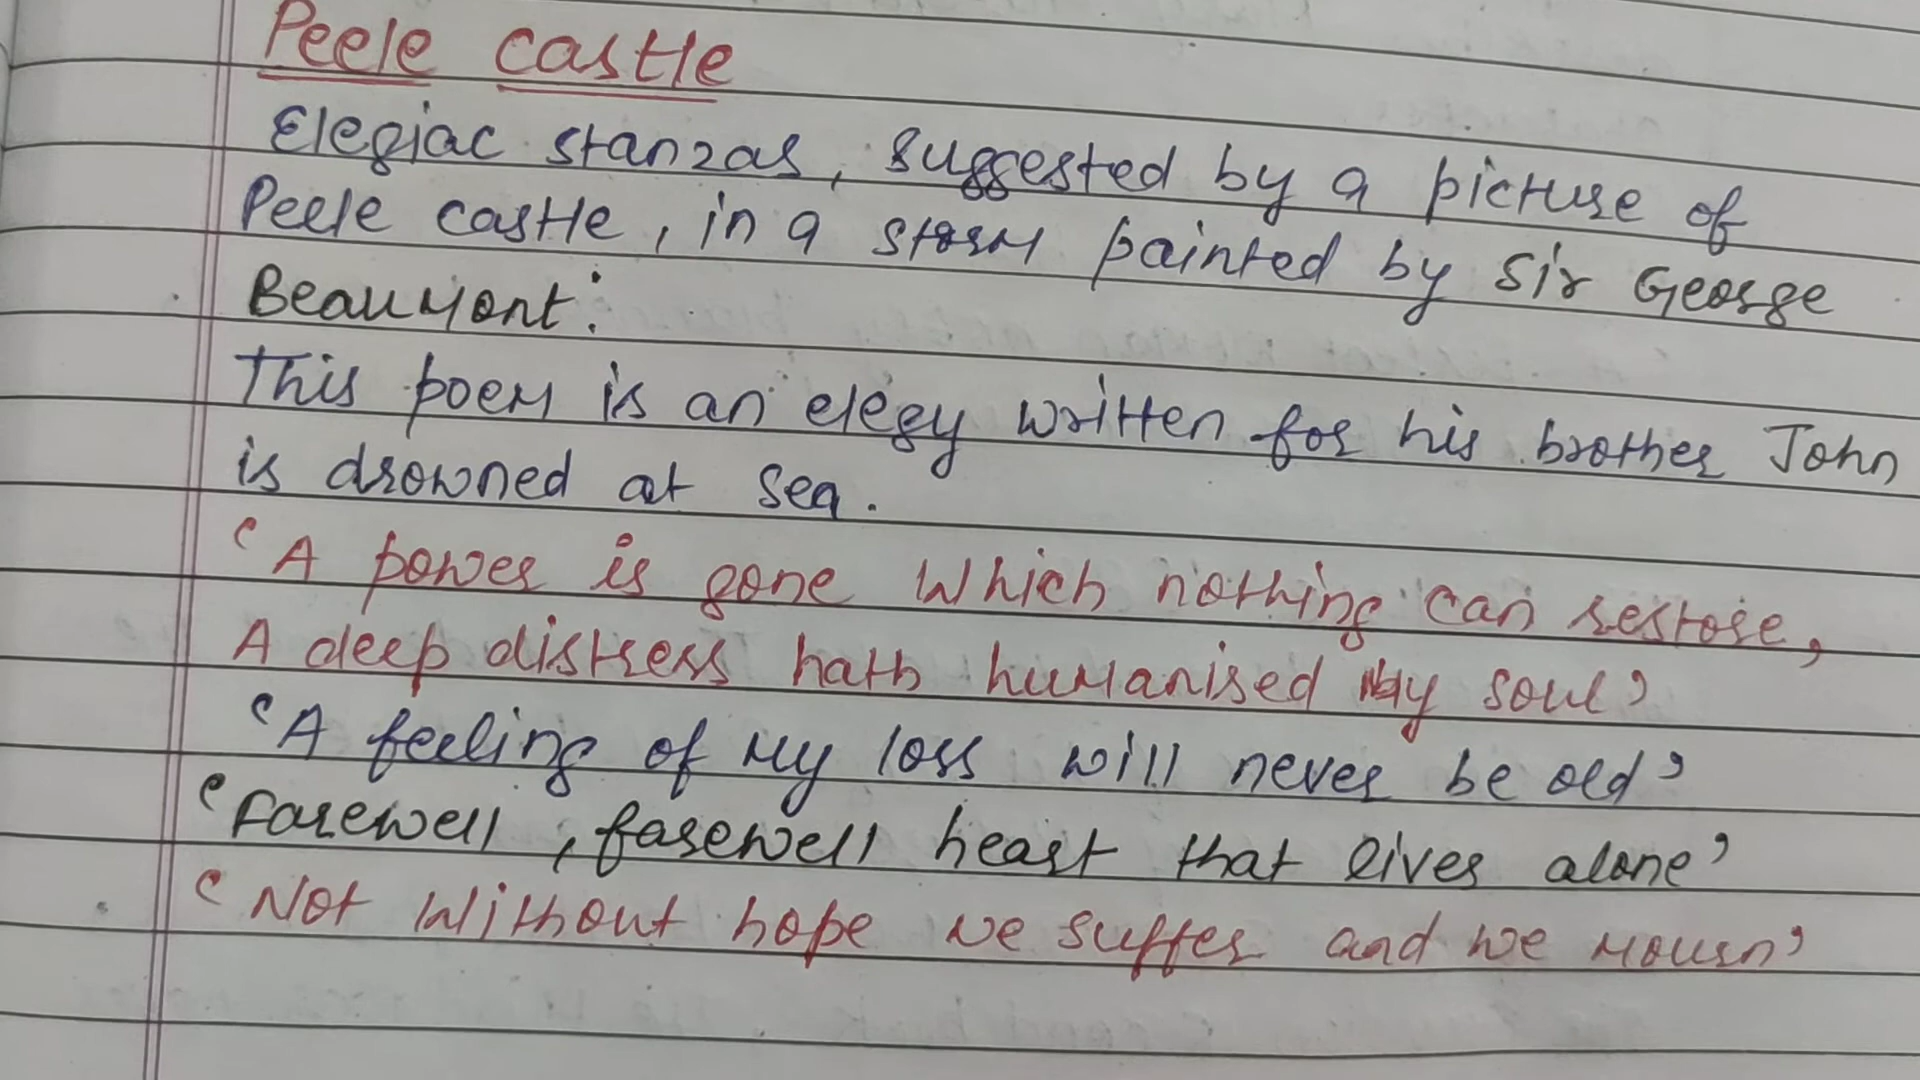 Peele castle
Elegiac stanzas, suggested by a picture of
Peele castle, in a storm painted by Sir George
Beaumont:
This poem is an elegy written for his brother John
is drowned at sea.
'A power is gone which nothing can restore,
A deep distress hath humanised my soul'
'A feeling of my loss will never be old'
'Farewell, farewell heart that lives alone'
'Not without hope we suffer and we mourn'